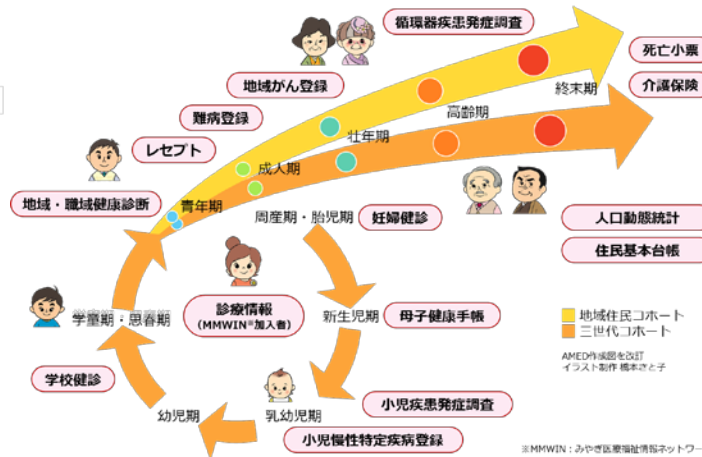 循環器疾患発症調査
死亡小票
地域がん登録
終末期
介護保険
難病登録
高齢期
壮年期
レセプト
成人期
地域・職域健康診断
青年期
周産期・胎児期
妊婦健診
人口動態統計
住民基本台帳
診療情報
(MMWIN※加入者)
新生児期
母子健康手帳
学童期・思春期
地域住民コホート
三世代コホート
AMED作成図を改訂
イラスト制作 橋本さと子
学校健診
小児疾患発症調査
幼児期
乳幼児期
小児慢性特定疾病登録
※MMWIN：みやぎ医療福祉情報ネットワー